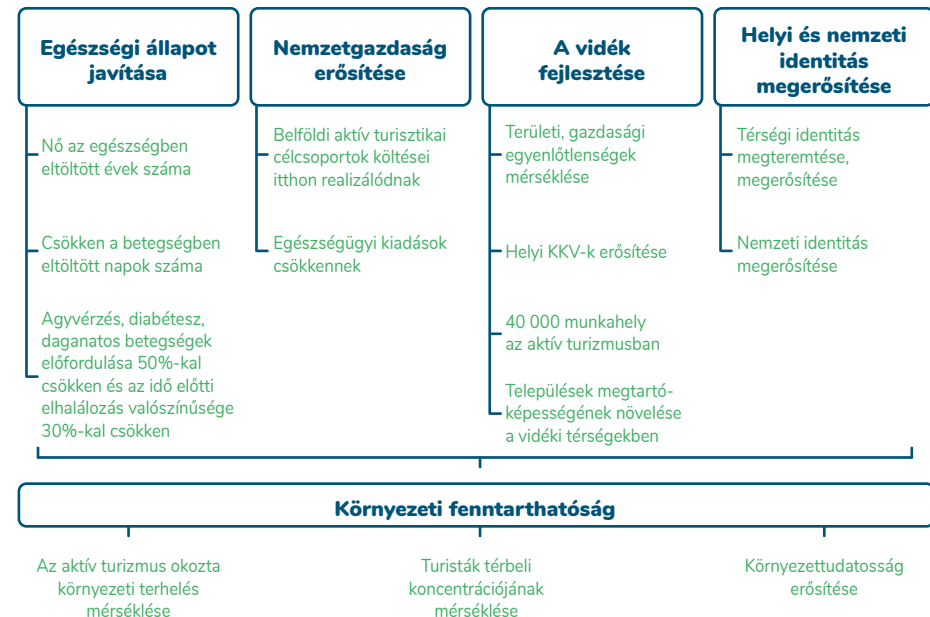 Egészségi állapot
javítása
Nő az egészségben
eltöltött évek száma
Csökken a betegségben
eltöltött napok száma
Agyvérzés, diabétesz,
daganatos betegségek
előfordulása 50%-kal
csökken és az idő előtti
elhalálozás valószínűsége
30%-kal csökken
Nemzetgazdaság
erősítése
Belföldi aktív turisztikai
célcsoportok költései
itthon realizálódnak
Egészségügyi kiadások
csökkennek
A vidék
fejlesztése
Területi, gazdasági
egyenlőtlenségek
mérséklése
Helyi KKV-k erősítése
40 000 munkahely
az aktív turizmusban
Települések megtartó-
képességének növelése
a vidéki térségekben
Helyi és nemzeti
identitás
megerősítése
Térségi identitás
megteremtése,
megerősítése
Nemzeti identitás
megerősítése
Környezeti fenntarthatóság
Az aktív turizmus okozta
környezeti terhelés
mérséklése
Turisták térbeli
koncentrációjának
mérséklése
Környezettudatosság
erősítése